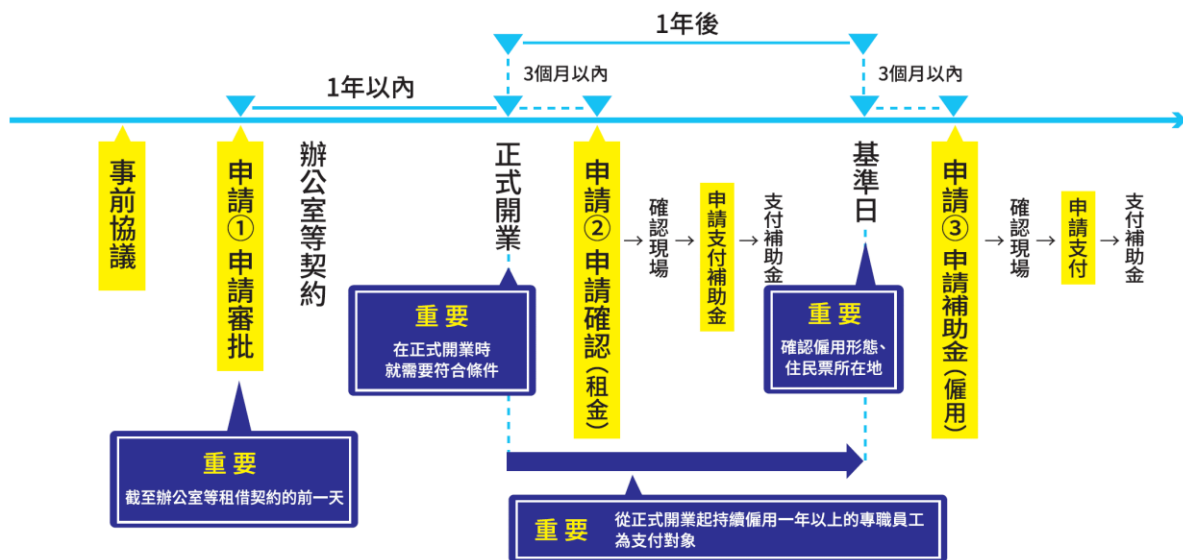 1年後
3個月以內
3個月以內
1年以內
事前協議
申請① 申請審批
辦公室等契約
正式開業
申請② 申請確認（租金）
→
確認現場
→
申請支付補助金
→
支付補助金
基準日
申請③ 申請補助金（僱用）
→
確認現場
→
申請支付
→
支付補助金
重要
在正式開業時
就需要符合條件
重要
確認僱用形態、
住民票所在地
重要
截至辦公室等租借契約的前一天
重要
從正式開業起持續僱用一年以上的專職員工
為支付對象